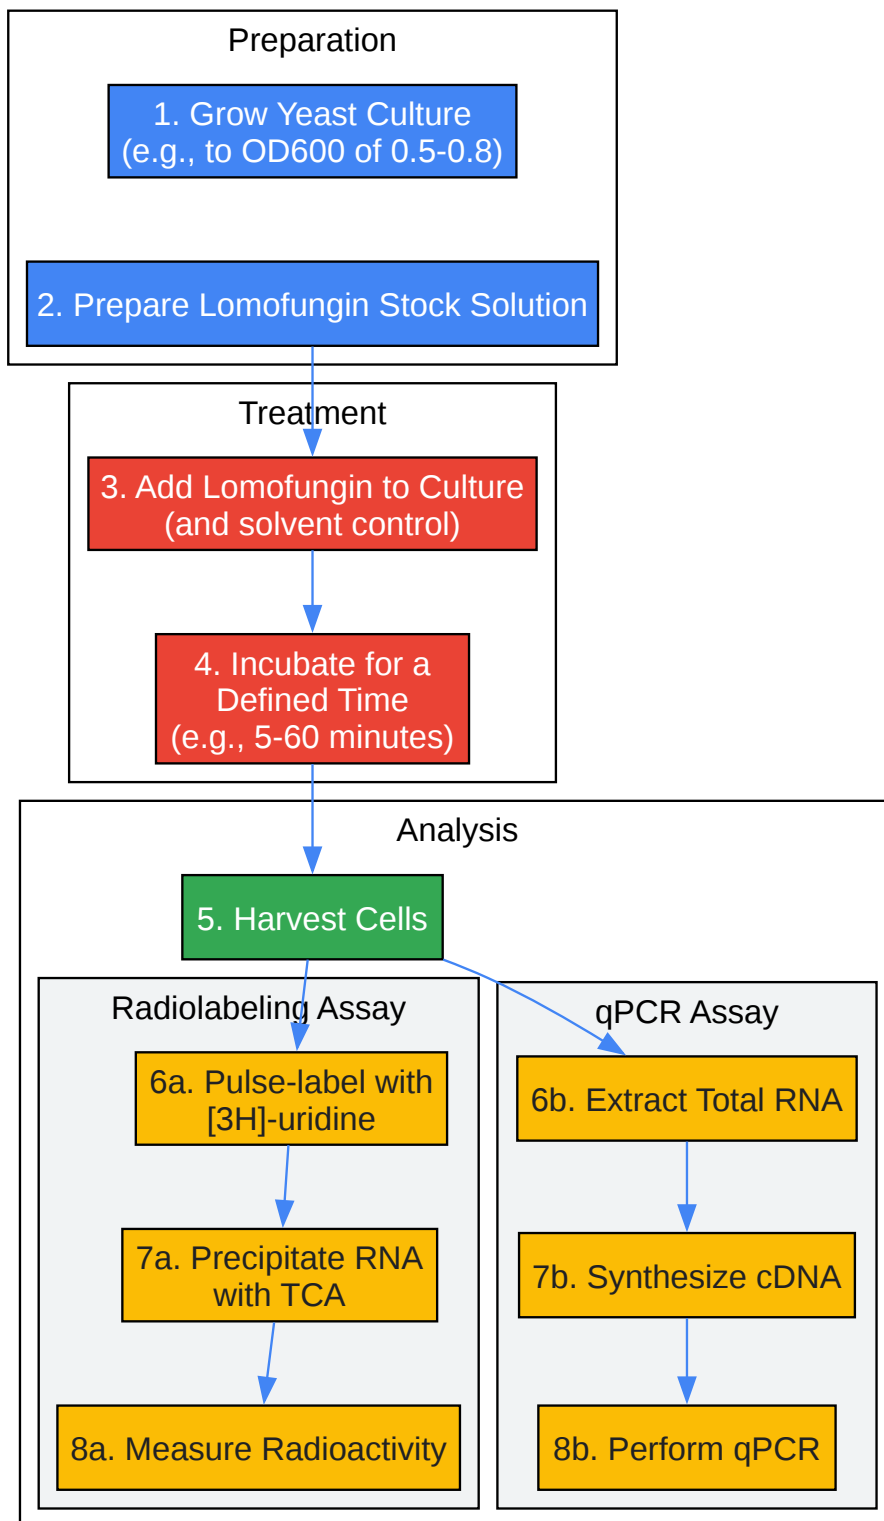 Preparation
1. Grow Yeast Culture
(e.g., to OD600 of 0.5-0.8)
2. Prepare Lomofungin Stock Solution
Treatment
3. Add Lomofungin to Culture
(and solvent control)
4. Incubate for a
Defined Time
(e.g., 5-60 minutes)
Analysis
5. Harvest Cells
Radiolabeling Assay
6a. Pulse-label with
[3H]-uridine
7a. Precipitate RNA
with TCA
8a. Measure Radioactivity
qPCR Assay
6b. Extract Total RNA
7b. Synthesize cDNA
8b. Perform qPCR